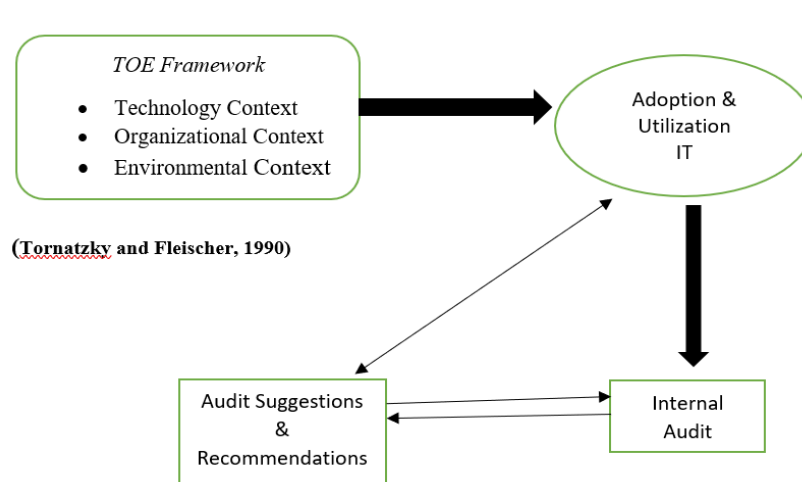 TOE Framework
• Technology Context
• Organizational Context
• Environmental Context
Adoption &
Utilization
IT
(Tornatzky and Fleischer, 1990)
Audit Suggestions
&
Recommendations
Internal
Audit